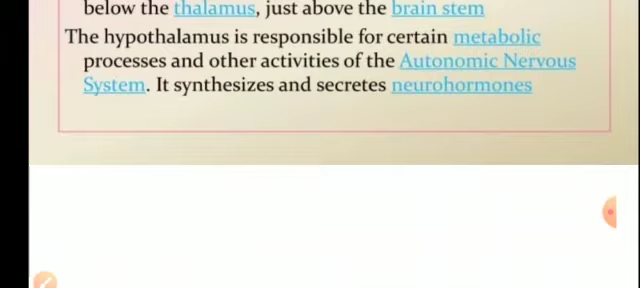 below the thalamus, just above the brain stem
The hypothalamus is responsible for certain metabolic
processes and other activities of the Autonomic Nervous
System. It synthesizes and secretes neurohormones